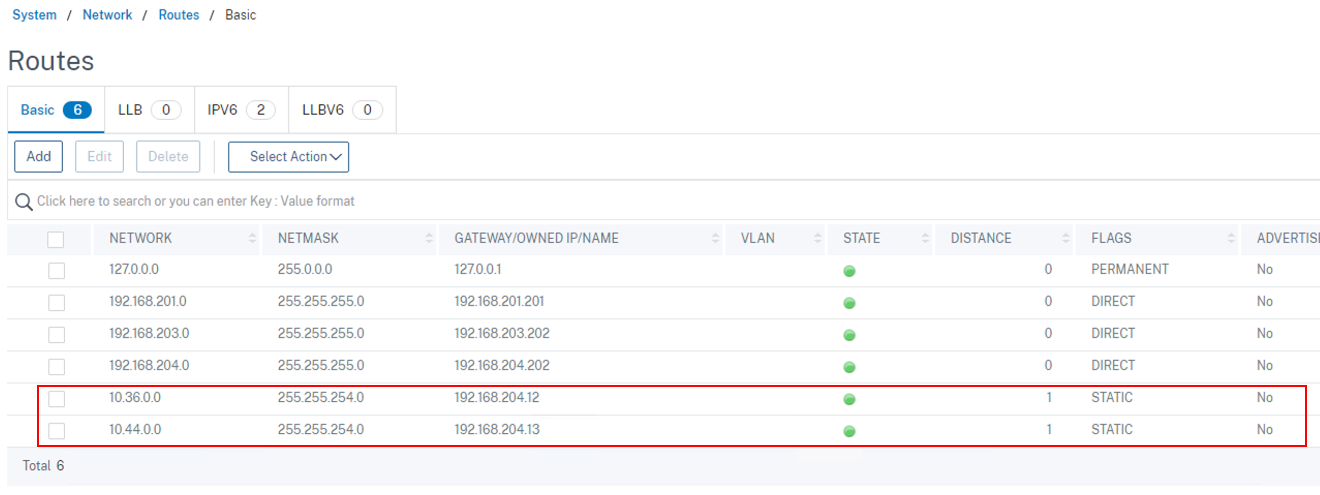 System / Network / Routes / Basic
Routes
Basic 6 LLB 0 IPV6 2 LLBV6 0
Add Edit Delete Select Action
Click here to search or you can enter Key : Value format
NETWORK NETMASK GATEWAY/OWNED IP/NAME VLAN STATE DISTANCE FLAGS ADVERTISE
127.0.0.0 255.0.0.0 127.0.0.1 0 PERMANENT No
192.168.201.0 255.255.255.0 192.168.201.201 0 DIRECT No
192.168.203.0 255.255.255.0 192.168.203.202 0 DIRECT No
192.168.204.0 255.255.255.0 192.168.204.202 0 DIRECT No
10.36.0.0 255.255.254.0 192.168.204.12 1 STATIC No
10.44.0.0 255.255.254.0 192.168.204.13 1 STATIC No
Total 6